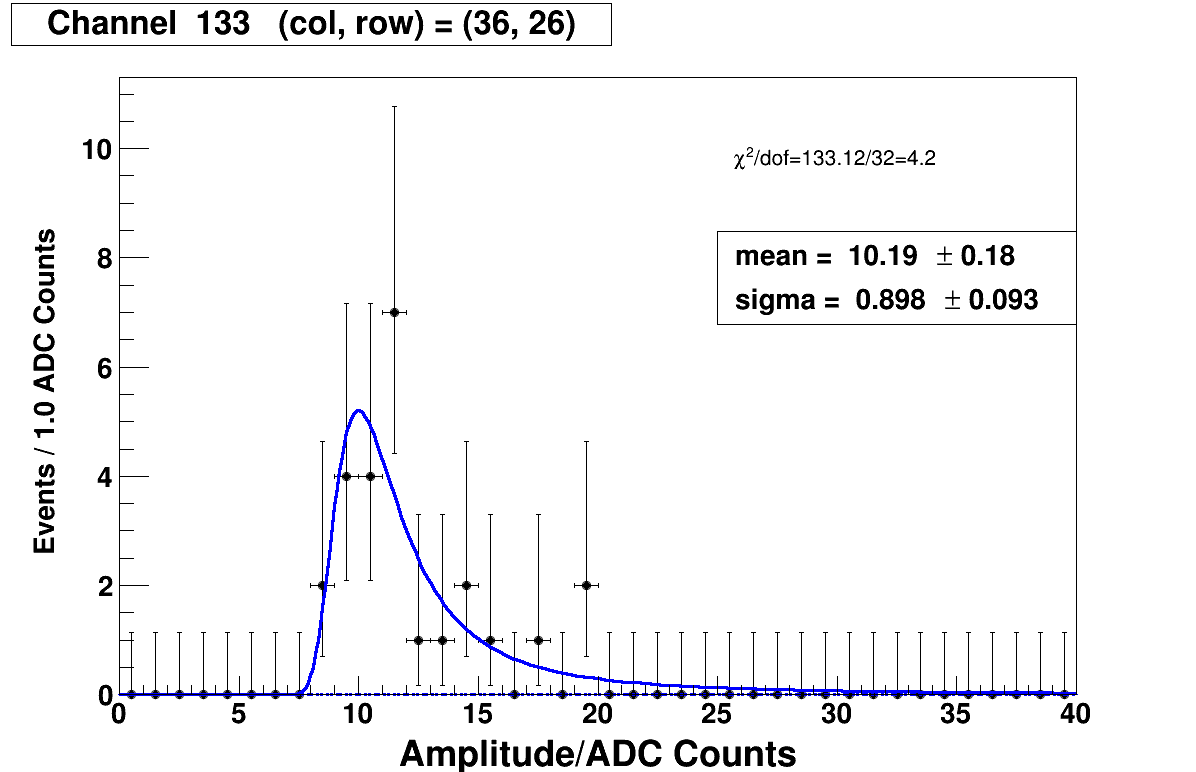 Channel 133 (col, row) = (36, 26)
χ²/dof=133.12/32=4.2
mean = 10.19 ± 0.18
sigma = 0.898 ± 0.093
Events / 1.0 ADC Counts
10
8
6
4
2
0
0 5 10 15 20 25 30 35 40
Amplitude/ADC Counts